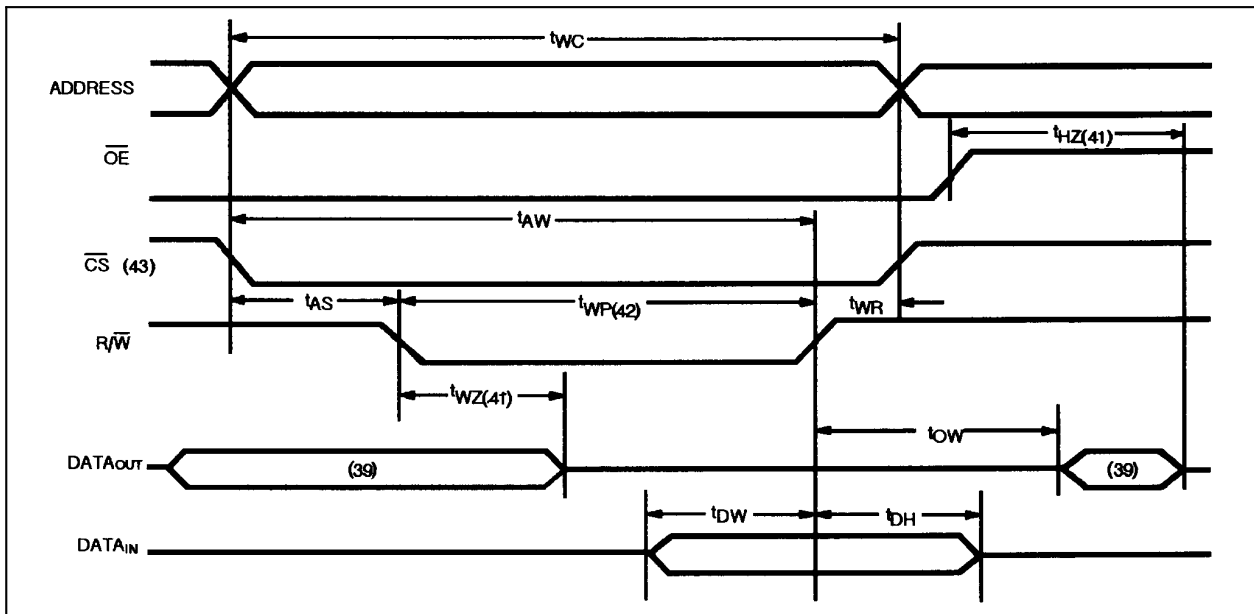 tWC
ADDRESS
tHZ(41)
OE
tAW
CS (43)
tAS
tWP(42)
tWR
R/W
tWZ(41)
tOW
DATAOUT
(39)
(39)
tDW
tDH
DATAIN